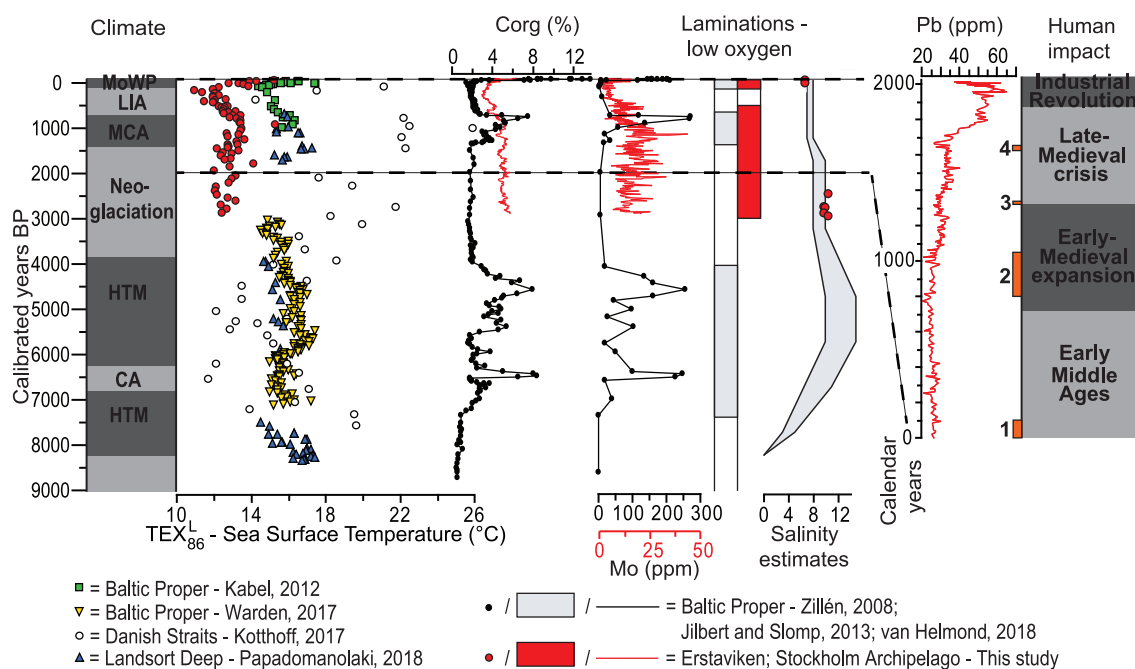 Climate
Corg (%)
Laminations -
low oxygen
Pb (ppm)
Human
impact
0 4 8 12
20 40 60
MoWP
LIA
MCA
Neo-
glaciation
HTM
CA
HTM
Calibrated years BP
0
1000
2000
3000
4000
5000
6000
7000
8000
9000
10 14 18 22 26
TEX86L - Sea Surface Temperature (°C)
0 100 200 300
0 25 50
Mo (ppm)
0 4 8 12
Salinity
estimates
2000
1000
0
Calendar
years
4
3
2
1
Industrial
Revolution
Late-
Medieval
crisis
Early-
Medieval
expansion
Early
Middle
Ages
= Baltic Proper - Kabel, 2012
= Baltic Proper - Warden, 2017
= Danish Straits - Kotthoff, 2017
= Landsort Deep - Papadomanolaki, 2018
/ / = Baltic Proper - Zillén, 2008;
Jilbert and Slomp, 2013; van Helmond, 2018
/ / = Erstaviken; Stockholm Archipelago - This study